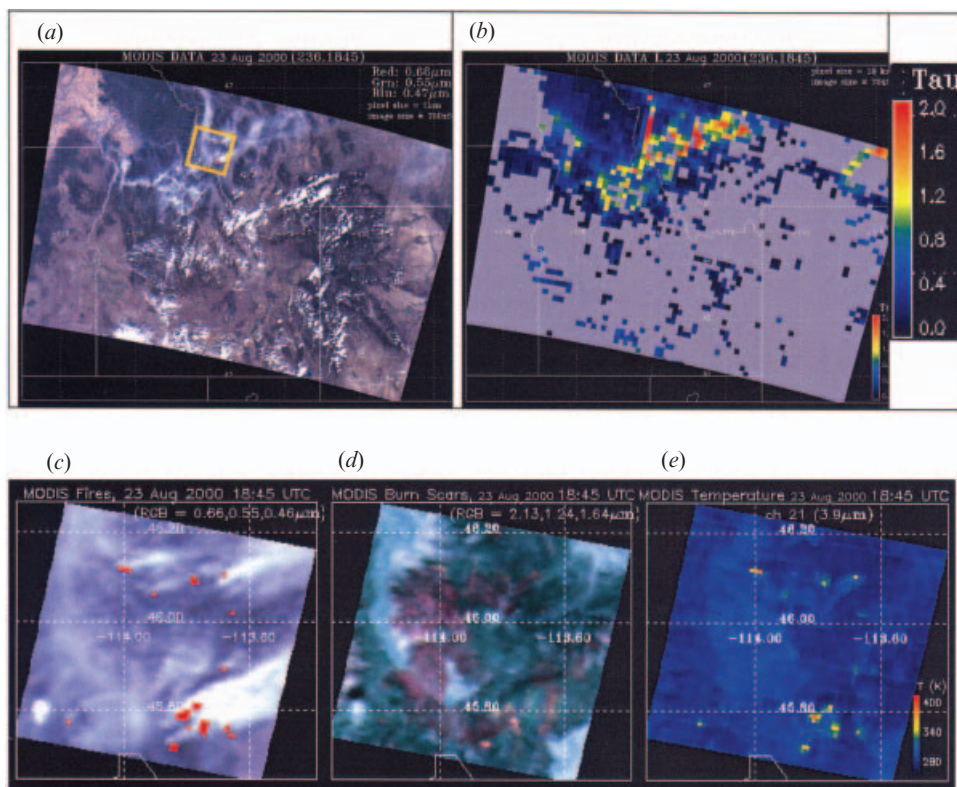 (a)
MODIS DATA 23 Aug 2000 (236.1845)
Red: 0.66µm
Grn: 0.55µm
Blu: 0.47µm
pixel size = 1km
(b)
MODIS DATA L 23 Aug 2000 (236.1845)
Tau
2.0
1.6
1.2
0.8
0.4
0.0
(c)
MODIS Fires, 23 Aug 2000 18:45 UTC
(RGB = 0.66,0.55,0.46µm)
46.20
46.00
-114.00
-113.60
45.80
(d)
MODIS Burn Scars, 23 Aug 2000 18:45 UTC
(RGB = 2.13,1.24,1.64µm)
46.20
46.00
-114.00
-113.60
45.80
(e)
MODIS Temperature 23 Aug 2000 18:45 UTC
ch 21 (3.9µm)
46.20
46.00
-114.00
-113.60
45.80
T (K)
400
340
280